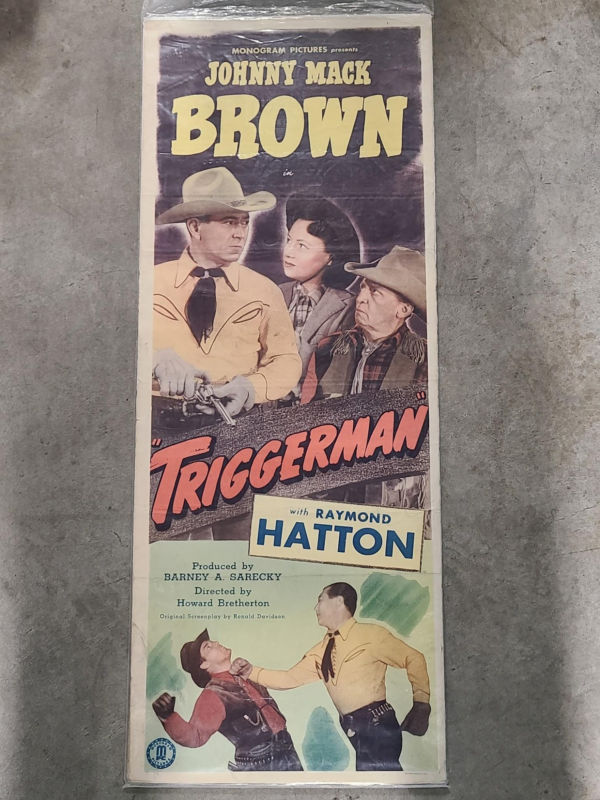 MONOGRAM PICTURES presents
JOHNNY MACK
BROWN
in
"TRIGGERMAN"
with RAYMOND
HATTON
Produced by
BARNEY A. SARECKY
Directed by
Howard Bretherton
Original Screenplay by Ronald Davidson